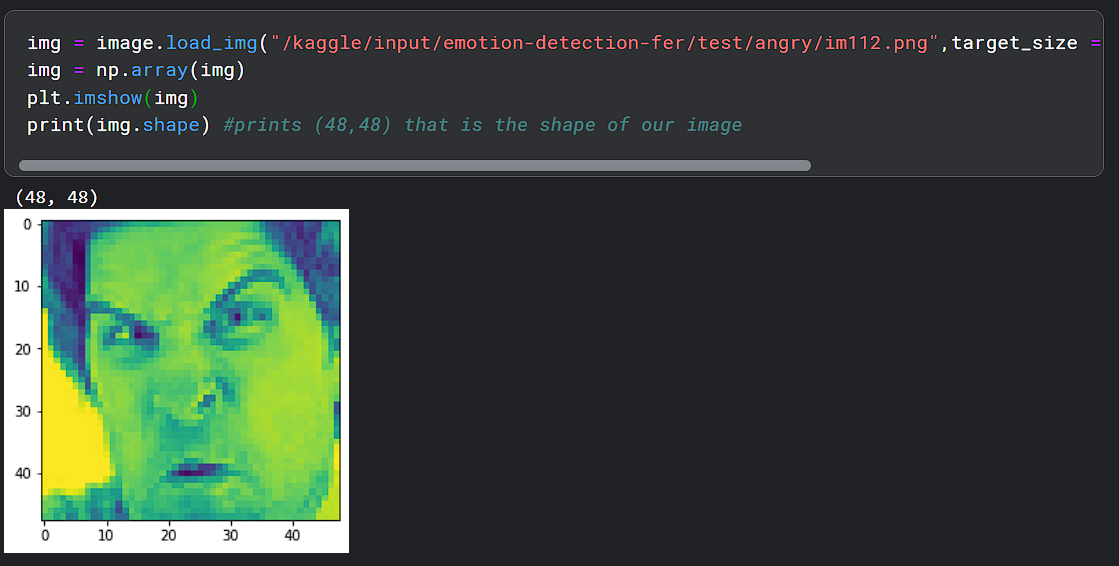 img = image.load_img("/kaggle/input/emotion-detection-fer/test/angry/im112.png",target_size =
img = np.array(img)
plt.imshow(img)
print(img.shape) #prints (48,48) that is the shape of our image
(48, 48)
0
10
20
30
40
0 10 20 30 40